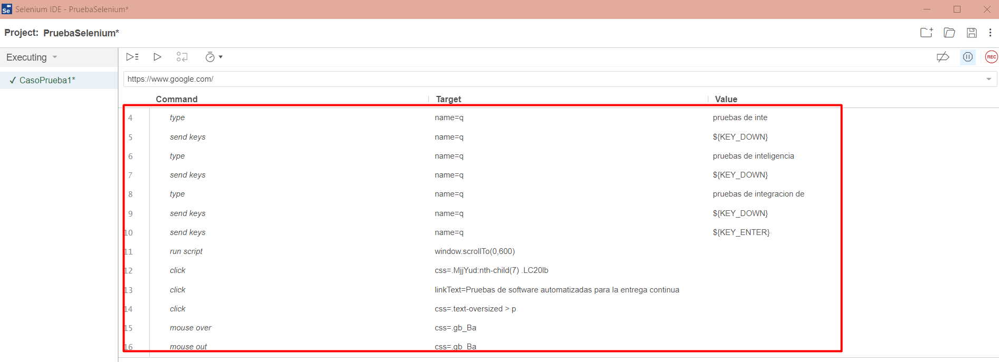 Se Selenium IDE - PruebaSelenium*
Project: PruebaSelenium*
Executing
REC
✓ CasoPrueba1*
https://www.google.com/
Command Target Value
4 type name=q pruebas de inte
5 send keys name=q ${KEY_DOWN}
6 type name=q pruebas de inteligencia
7 send keys name=q ${KEY_DOWN}
8 type name=q pruebas de integracion de
9 send keys name=q ${KEY_DOWN}
10 send keys name=q ${KEY_ENTER}
11 run script window.scrollTo(0,600)
12 click css=.MjjYud:nth-child(7) .LC20lb
13 click linkText=Pruebas de software automatizadas para la entrega continua
14 click css=.text-oversized > p
15 mouse over css=.gb_Ba
16 mouse out css=.gb_Ba